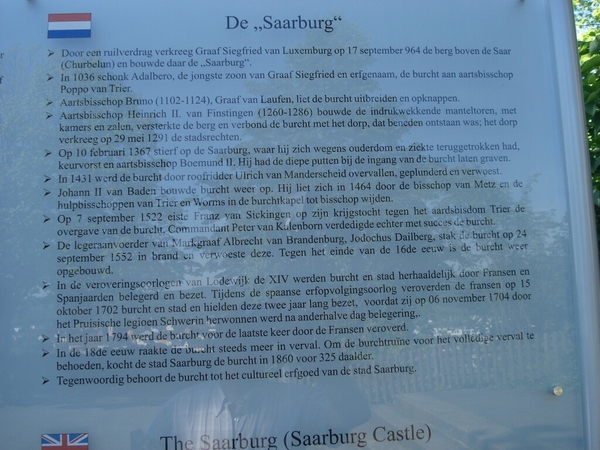 De „Saarburg“
➢ Door een ruilverdrag verkreeg Graaf Siegfried van Luxemburg op 17 september 964 de berg boven de Saar
(Churbelun) en bouwde daar de „Saarburg“.
➢ In 1036 schonk Adalbero, de jongste zoon van Graaf Siegfried en erfgenaam, de burcht aan aartsbisschop
Poppo van Trier.
➢ Aartsbisschop Bruno (1102-1124), Graaf van Laufen, liet de burcht uitbreiden en opknappen.
➢ Aartsbisschop Heinrich II. van Finstingen (1260-1286) bouwde de indrukwekkende manteltoren, met
kamers en zalen, versterkte de berg en verbond de burcht met het dorp, dat beneden ontstaan was; het dorp
verkreeg op 29 mei 1291 de stadsrechten.
➢ Op 10 februari 1367 stierf op de Saarburg, waar hij zich wegens ouderdom en ziekte teruggetrokken had,
keurvorst en aartsbisschop Boemund II. Hij had de diepe putten bij de ingang van de burcht laten graven.
➢ In 1431 werd de burcht door roofridder Ulrich van Manderscheid overvallen, geplunderd en verwoest.
➢ Johann II van Baden bouwde burcht weer op. Hij liet zich in 1464 door de bisschop van Metz en de
hulpbisschoppen van Trier en Worms in de burchtkapel tot bisschop wijden.
➢ Op 7 september 1522 eiste Franz van Sickingen op zijn krijgstocht tegen het aardsbisdom Trier de
overgave van de burcht. Commandant Peter van Kulenborn verdedigde echter met succes de burcht.
➢ De legeraanvoerder van Markgraaf Albrecht van Brandenburg, Jodochus Dailberg, stak de burcht op 24
september 1552 in brand en verwoeste deze. Tegen het einde van de 16de eeuw is de burcht weer
opgebouwd.
➢ In de veroveringsoorlogen van Lodewijk de XIV werden burcht en stad herhaaldelijk door Fransen en
Spanjaarden belegerd en bezet. Tijdens de spaanse erfopvolgingsoorlog veroverden de fransen op 15
oktober 1702 burcht en stad en hielden deze twee jaar lang bezet, voordat zij op 06 november 1704 door
het Pruisische legioen Schwerin herwonnen werd na anderhalve dag belegering,.
➢ In het jaar 1794 werd de burcht voor de laatste keer door de Fransen veroverd.
➢ In de 18de eeuw raakte de burcht steeds meer in verval. Om de burchtruïne voor het volledige verval te
behoeden, kocht de stad Saarburg de burcht in 1860 voor 325 daalder.
➢ Tegenwoordig behoort de burcht tot het cultureel erfgoed van de stad Saarburg.
The Saarburg (Saarburg Castle)